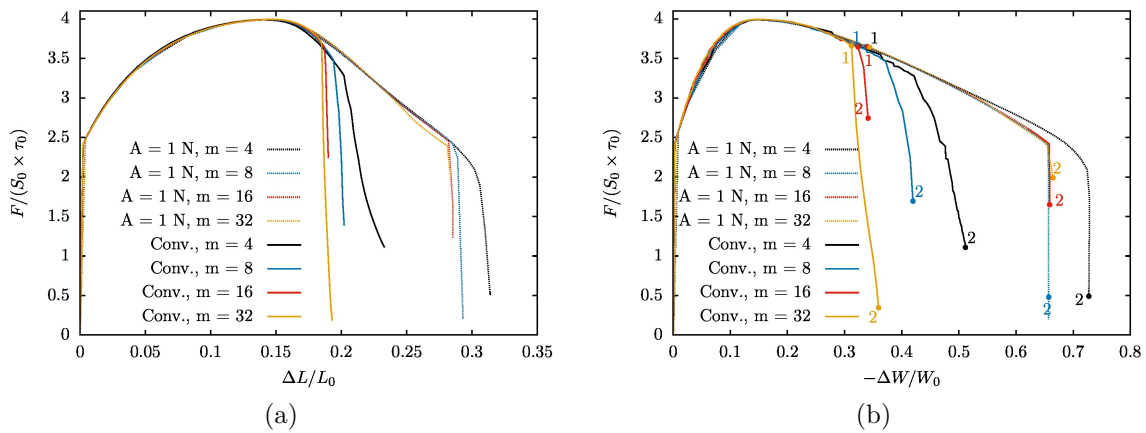 4
3.5
3
2.5
2
1.5
1
0.5
0
F/(S₀ × τ₀)
A = 1 N, m = 4
A = 1 N, m = 8
A = 1 N, m = 16
A = 1 N, m = 32
Conv., m = 4
Conv., m = 8
Conv., m = 16
Conv., m = 32
0 0.05 0.1 0.15 0.2 0.25 0.3 0.35
ΔL/L₀
(a)
4
3.5
3
2.5
2
1.5
1
0.5
0
F/(S₀ × τ₀)
1 1
1 1
2
2
2
2
2
2
2
2
A = 1 N, m = 4
A = 1 N, m = 8
A = 1 N, m = 16
A = 1 N, m = 32
Conv., m = 4
Conv., m = 8
Conv., m = 16
Conv., m = 32
0 0.1 0.2 0.3 0.4 0.5 0.6 0.7 0.8
−ΔW/W₀
(b)